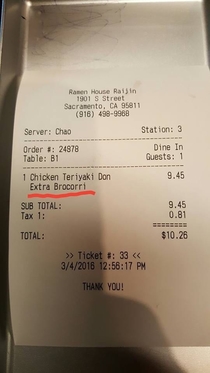 Ramen House Raijin
1901 S Street
Sacramento, CA 95811
(916) 498-9968
Server: Chao Station: 3
Order #: 24878 Dine In
Table: B1 Guests: 1
1 Chicken Teriyaki Don 9.45
Extra Brocorri
SUB TOTAL: 9.45
Tax 1: 0.81
========
TOTAL: $10.26
>> Ticket #: 33 <<
3/4/2016 12:56:17 PM
THANK YOU!